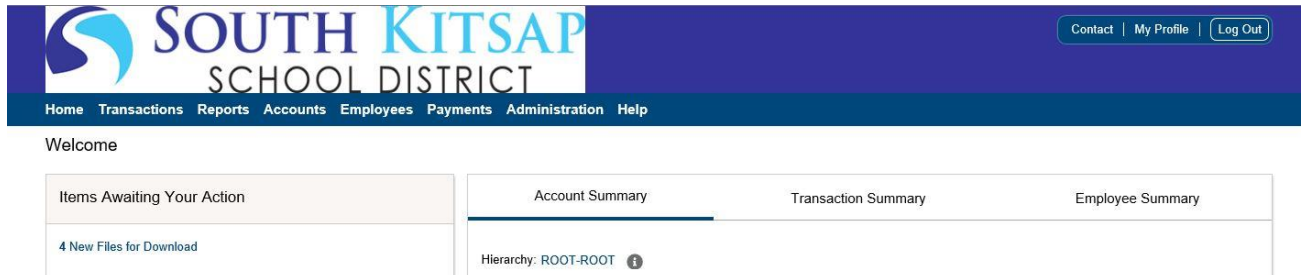 SOUTH KITSAP
SCHOOL DISTRICT
Contact | My Profile | Log Out
Home Transactions Reports Accounts Employees Payments Administration Help
Welcome
Items Awaiting Your Action
4 New Files for Download
Account Summary Transaction Summary Employee Summary
Hierarchy: ROOT-ROOT i